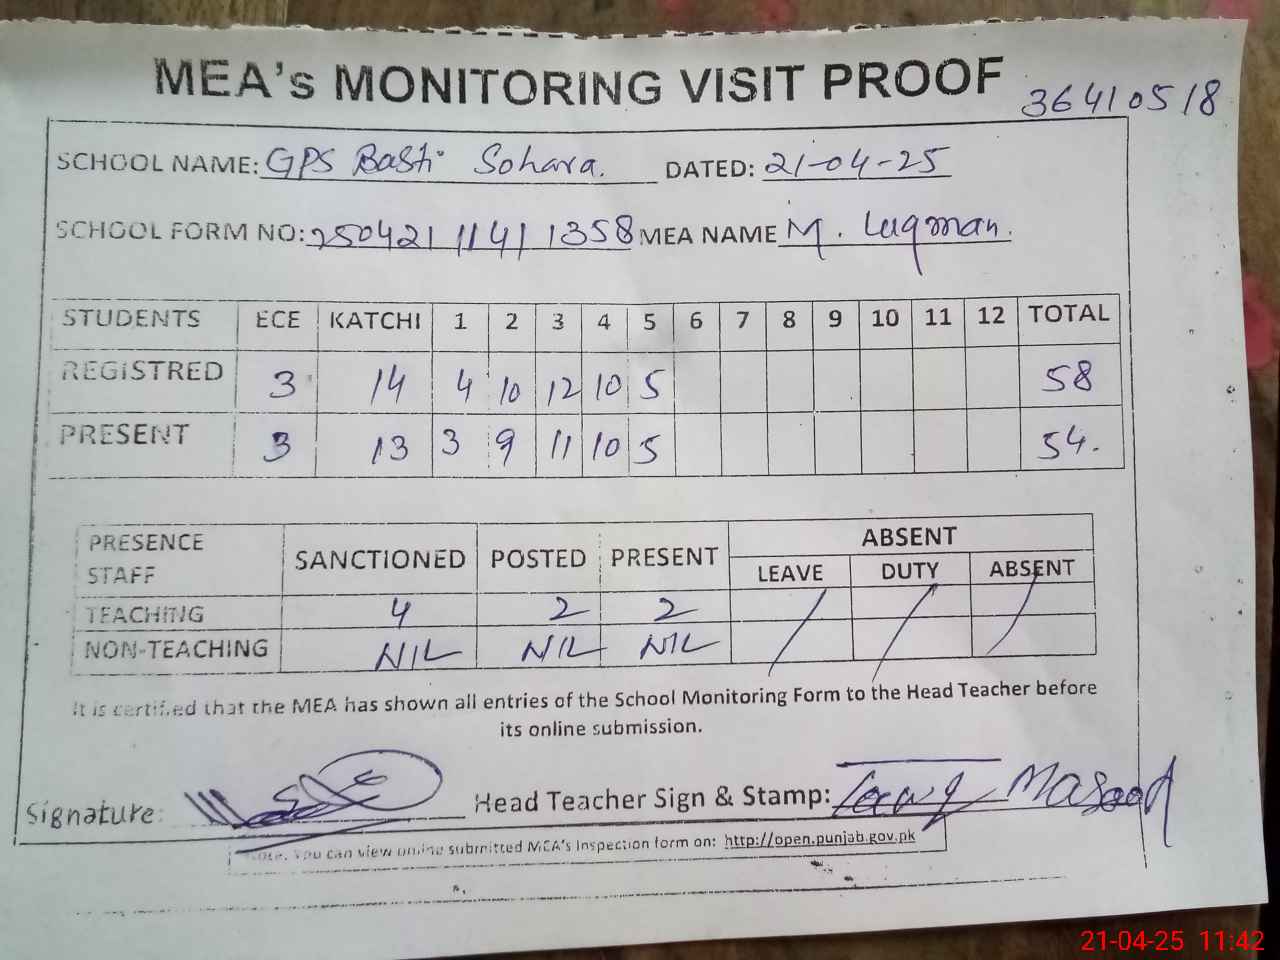 MEA's MONITORING VISIT PROOF
36410518
SCHOOL NAME: GPS Basti Sohara. DATED: 21-04-25
SCHOOL FORM NO: 25042111411358 MEA NAME M. Luqman.
STUDENTS ECE KATCHI 1 2 3 4 5 6 7 8 9 10 11 12 TOTAL
REGISTRED 3 14 4 10 12 10 5 58
PRESENT 3 13 3 9 11 10 5 54.
PRESENCE STAFF SANCTIONED POSTED PRESENT ABSENT
LEAVE DUTY ABSENT
TEACHING 4 2 2
NON-TEACHING NIL NIL NIL
It is certified that the MEA has shown all entries of the School Monitoring Form to the Head Teacher before
its online submission.
Signature: Head Teacher Sign & Stamp: Masood
Note. You can view online submitted MEA's Inspection form on: http://open.punjab.gov.pk
21-04-25 11:42